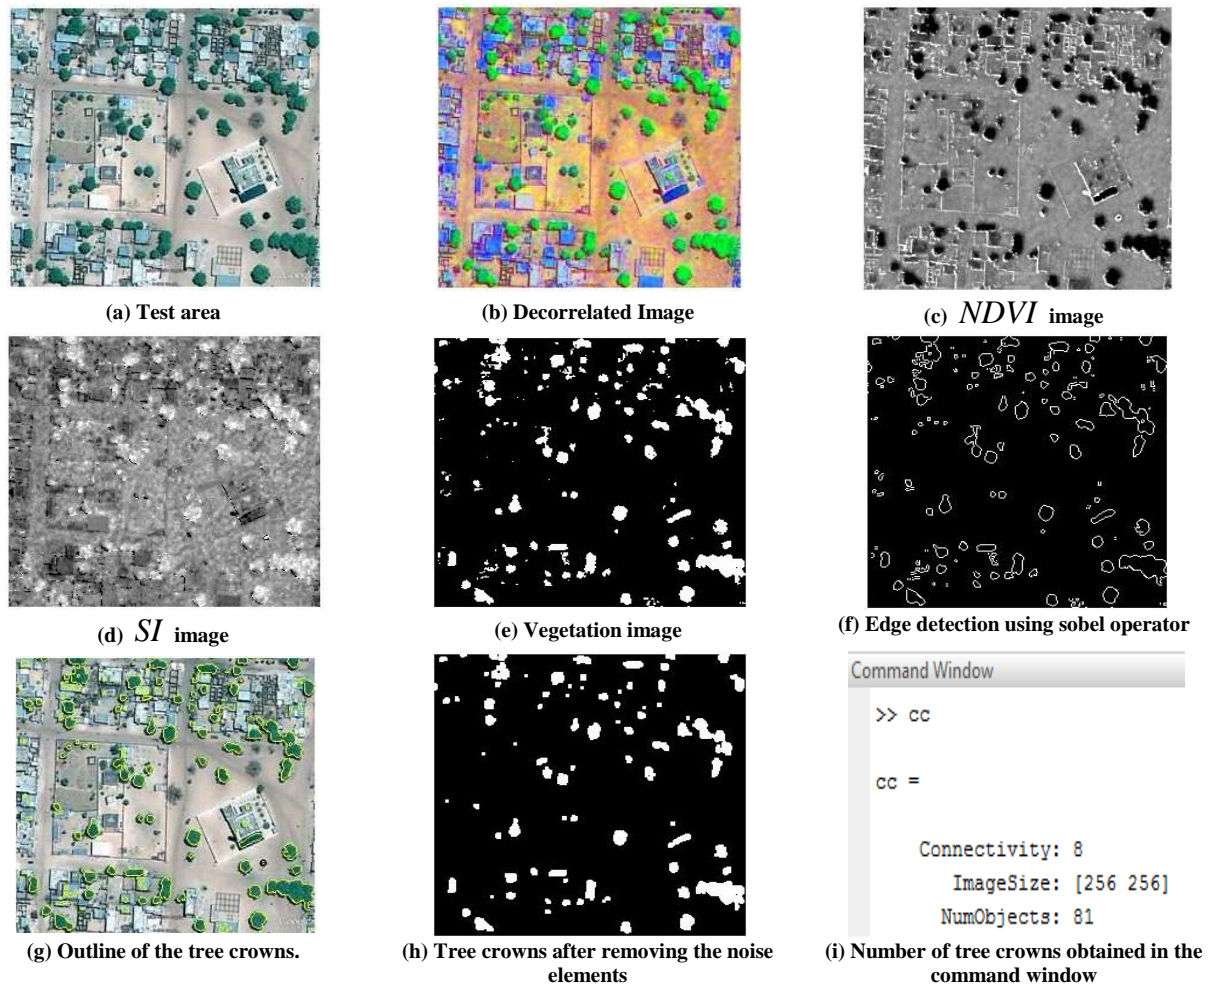 (a) Test area
(b) Decorrelated Image
(c) NDVI image
(d) SI image
(e) Vegetation image
(f) Edge detection using sobel operator
(g) Outline of the tree crowns.
(h) Tree crowns after removing the noise
elements
Command Window
>> cc
cc =
Connectivity: 8
ImageSize: [256 256]
NumObjects: 81
(i) Number of tree crowns obtained in the
command window